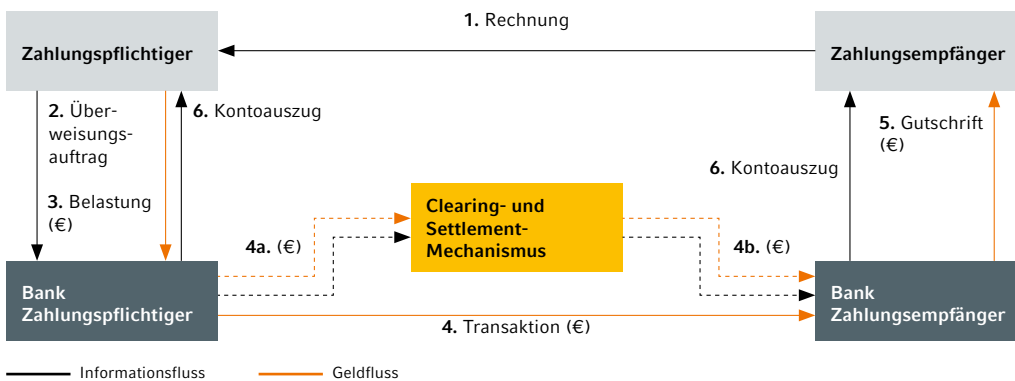 1. Rechnung
Zahlungspflichtiger
Zahlungsempfänger
2. Über-
weisungs-
auftrag
6. Kontoauszug
3. Belastung
(€)
5. Gutschrift
(€)
6. Kontoauszug
Clearing- und
Settlement-
Mechanismus
4a. (€)
4b. (€)
Bank
Zahlungspflichtiger
Bank
Zahlungsempfänger
4. Transaktion (€)
Informationsfluss
Geldfluss